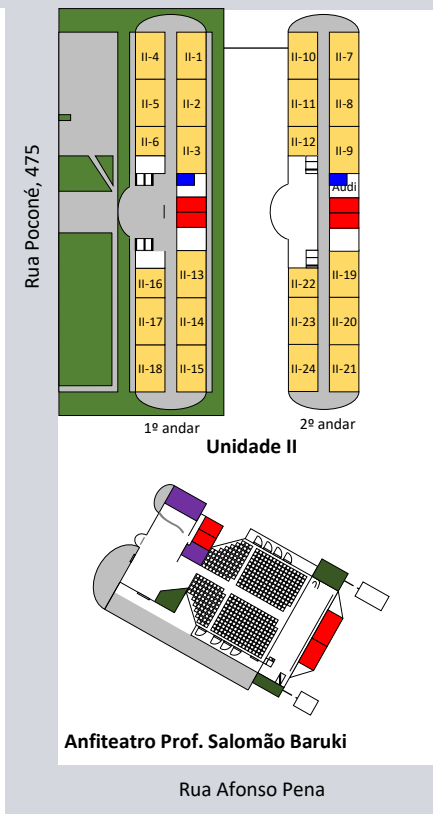 Rua Poconé, 475
II-4 II-1
II-5 II-2
II-6
II-3
II-16 II-13
II-17 II-14
II-18 II-15
1º andar
II-10 II-7
II-11 II-8
II-12
II-9
Audi
II-22 II-19
II-23 II-20
II-24 II-21
2º andar
Unidade II
Anfiteatro Prof. Salomão Baruki
Rua Afonso Pena